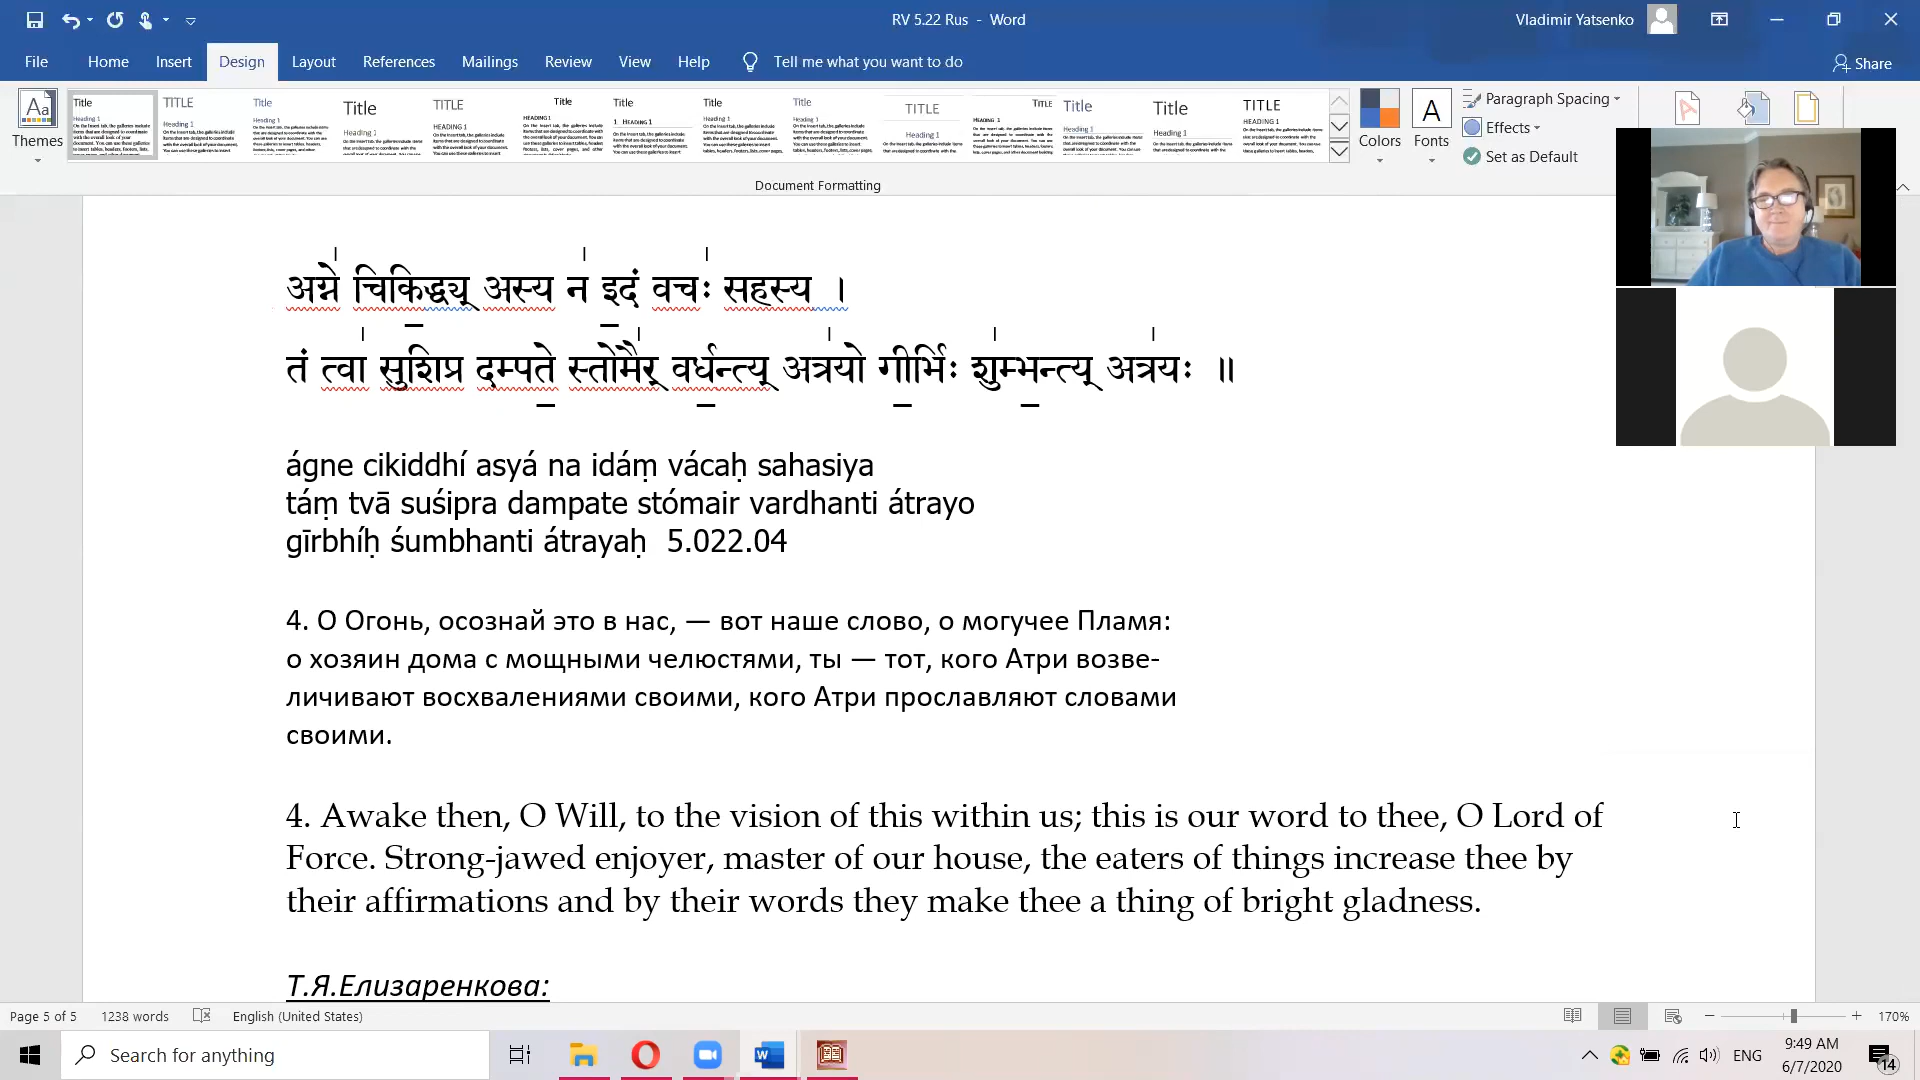 RV 5.22 Rus - Word
Vladimir Yatsenko
File Home Insert Design Layout References Mailings Review View Help Tell me what you want to do
Share
Themes
Colors
Fonts
Paragraph Spacing
Effects
Set as Default
Document Formatting
अग्ने चिकिद्ध्य् अस्य न इदं वचः सहस्य ।
तं त्वा सुशिप्र दम्पते स्तोमैर् वर्धन्त्य् अत्रयो गीर्भिः शुम्भन्त्य् अत्रयः ॥
ágne cikiddhí asyá na idáṃ vácaḥ sahasiya
táṃ tvā suśipra dampate stómair vardhanti átrayo
gīrbhíḥ śumbhanti átrayaḥ 5.022.04
4. О Огонь, осознай это в нас, — вот наше слово, о могучее Пламя:
о хозяин дома с мощными челюстями, ты — тот, кого Атри возве-
личивают восхвалениями своими, кого Атри прославляют словами
своими.
4. Awake then, O Will, to the vision of this within us; this is our word to thee, O Lord of
Force. Strong-jawed enjoyer, master of our house, the eaters of things increase thee by
their affirmations and by their words they make thee a thing of bright gladness.
Т.Я.Елизаренкова:
Page 5 of 5 1238 words English (United States) 170%
Search for anything
ENG
9:49 AM
6/7/2020
14